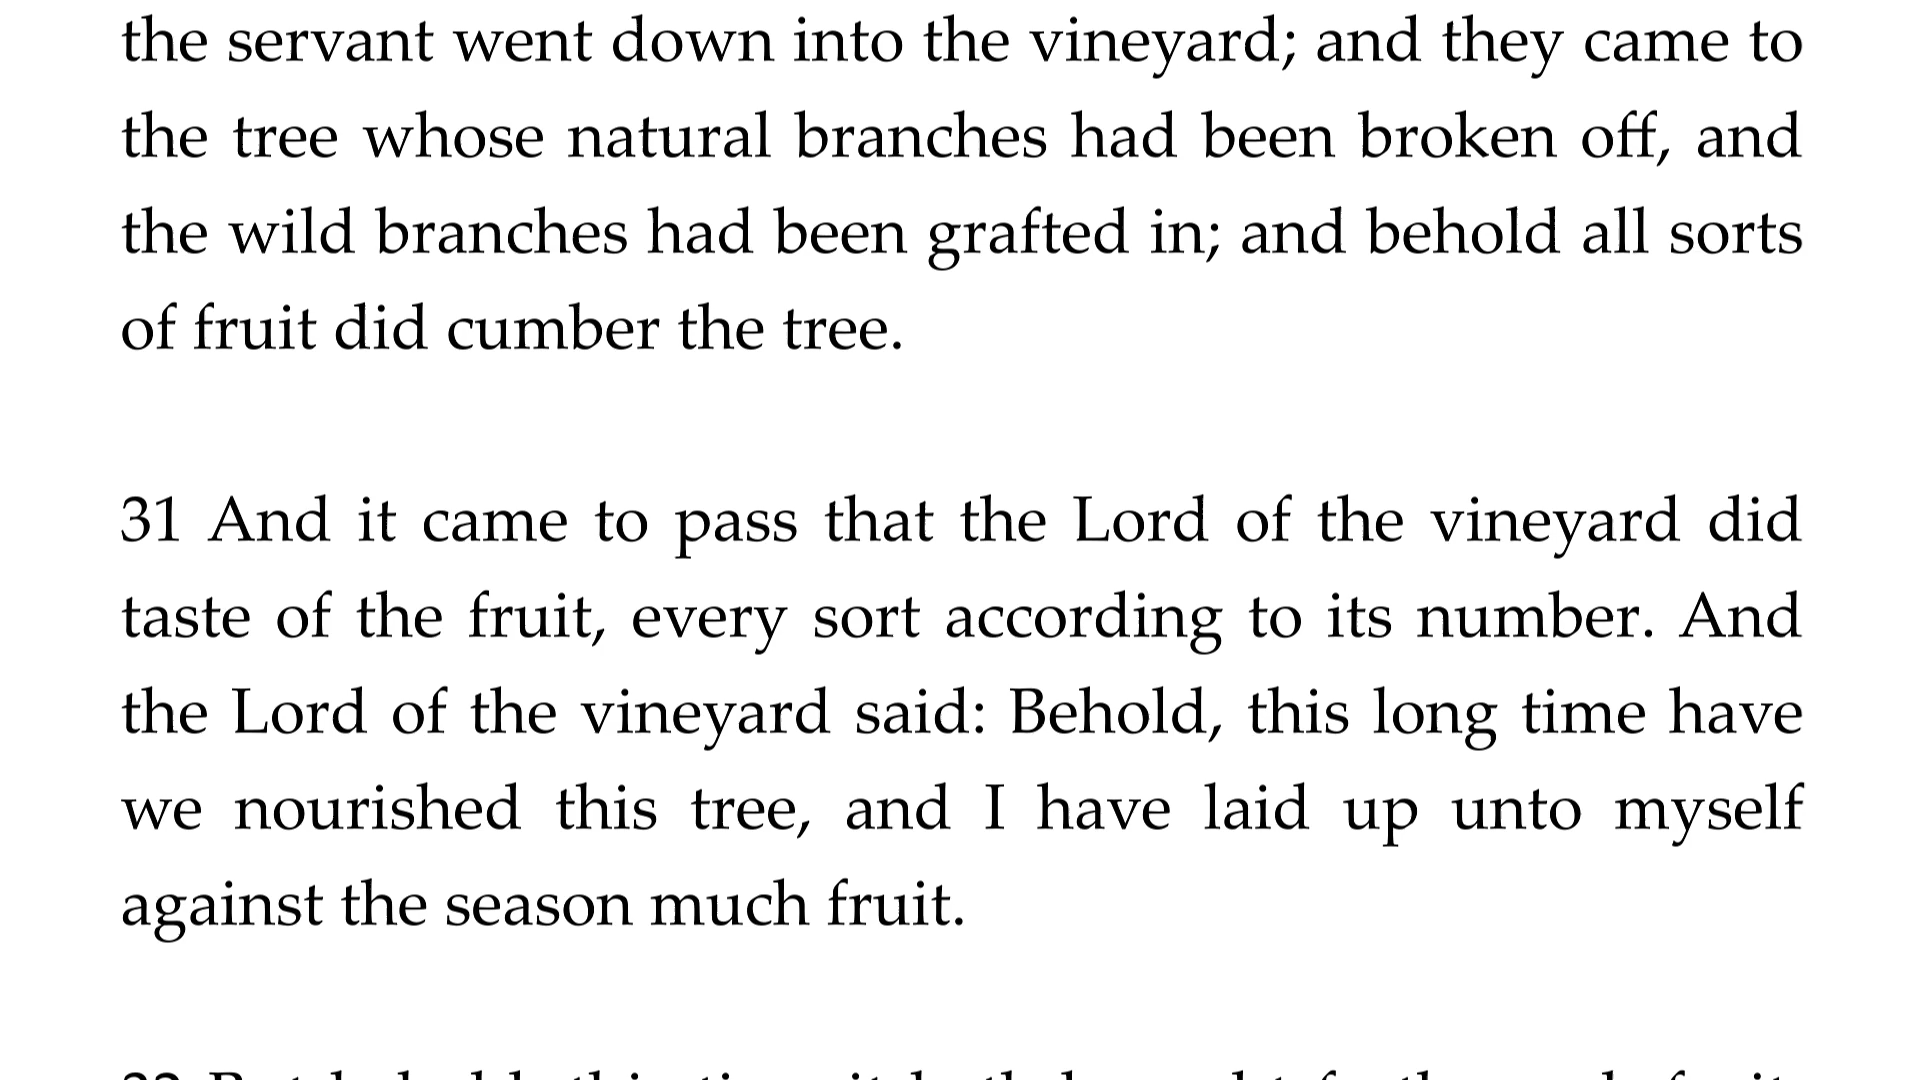 the servant went down into the vineyard; and they came to
the tree whose natural branches had been broken off, and
the wild branches had been grafted in; and behold all sorts
of fruit did cumber the tree.
31 And it came to pass that the Lord of the vineyard did
taste of the fruit, every sort according to its number. And
the Lord of the vineyard said: Behold, this long time have
we nourished this tree, and I have laid up unto myself
against the season much fruit.